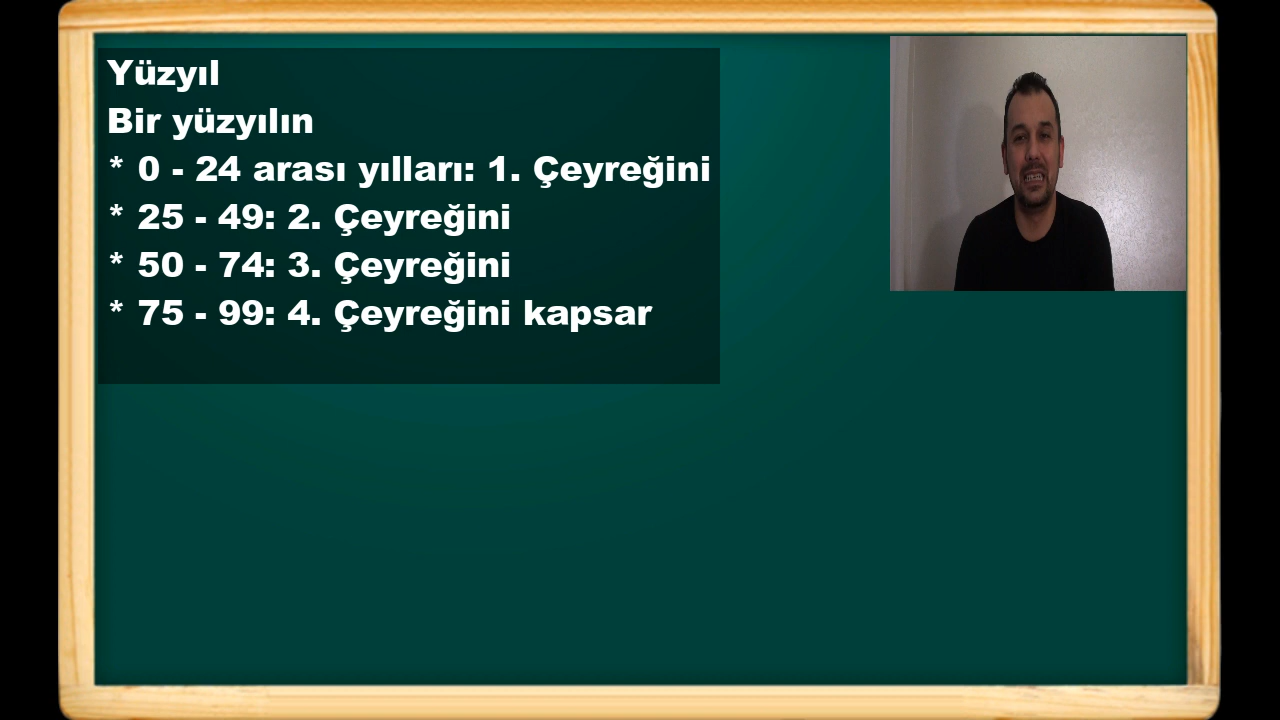 Yüzyıl
Bir yüzyılın
* 0 - 24 arası yılları: 1. Çeyreğini
* 25 - 49: 2. Çeyreğini
* 50 - 74: 3. Çeyreğini
* 75 - 99: 4. Çeyreğini kapsar